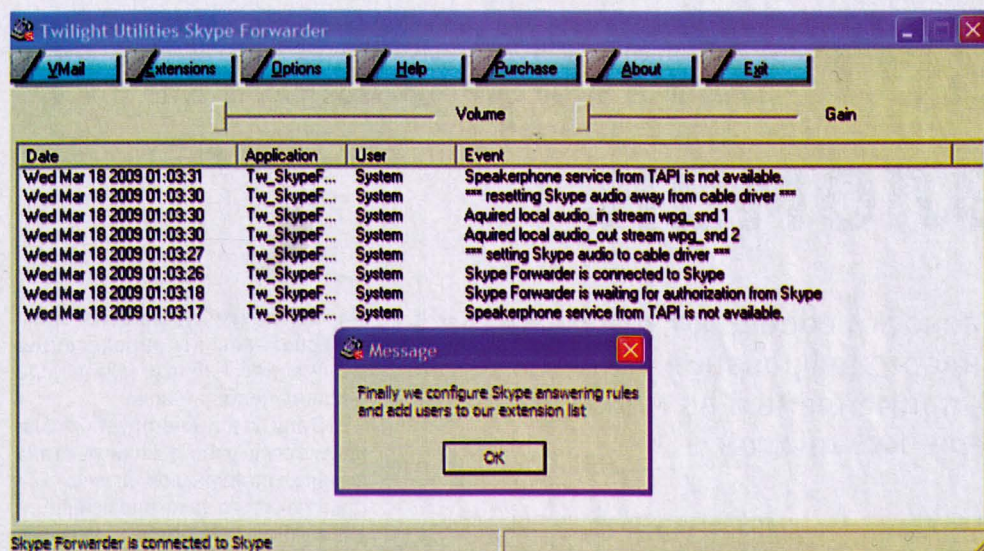 Twilight Utilities Skype Forwarder
VMail Extensions Options Help Purchase About Exit
Volume Gain
Date Application User Event
Wed Mar 18 2009 01:03:31 Tw_SkypeF... System Speakerphone service from TAPI is not available.
Wed Mar 18 2009 01:03:30 Tw_SkypeF... System *** resetting Skype audio away from cable driver ***
Wed Mar 18 2009 01:03:30 Tw_SkypeF... System Aquired local audio_in stream wpg_snd 1
Wed Mar 18 2009 01:03:30 Tw_SkypeF... System Aquired local audio_out stream wpg_snd 2
Wed Mar 18 2009 01:03:27 Tw_SkypeF... System *** setting Skype audio to cable driver ***
Wed Mar 18 2009 01:03:26 Tw_SkypeF... System Skype Forwarder is connected to Skype
Wed Mar 18 2009 01:03:18 Tw_SkypeF... System Skype Forwarder is waiting for authorization from Skype
Wed Mar 18 2009 01:03:17 Tw_SkypeF... System Speakerphone service from TAPI is not available.
Message
Finally we configure Skype answering rules
and add users to our extension list
OK
Skype Forwarder is connected to Skype